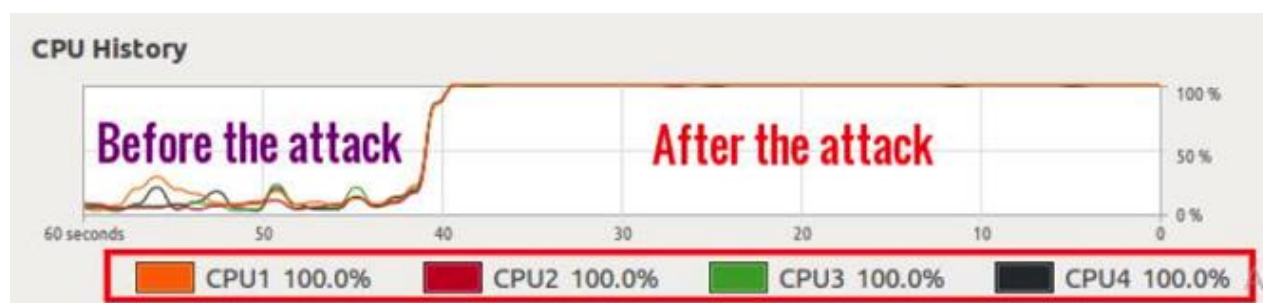 CPU History
Before the attack
After the attack
100 %
50 %
0 %
60 seconds 50 40 30 20 10 0
CPU1 100.0% CPU2 100.0% CPU3 100.0% CPU4 100.0%